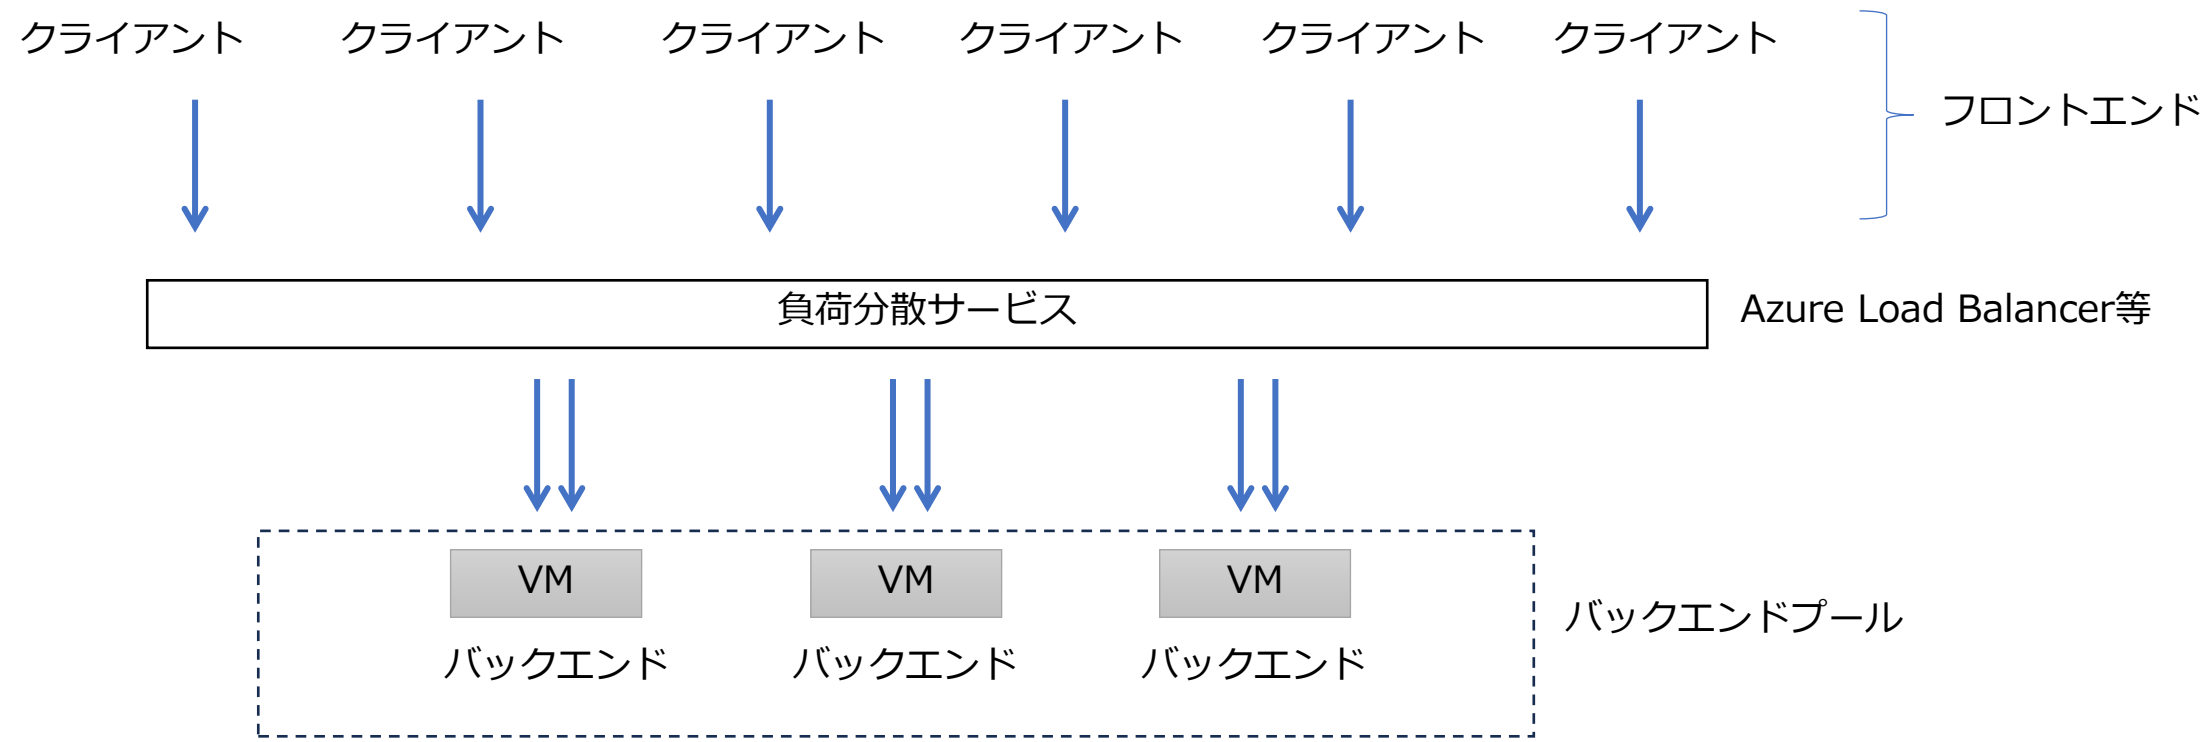 クライアント
クライアント
クライアント
クライアント
クライアント
クライアント
フロントエンド
負荷分散サービス
Azure Load Balancer等
VM
VM
VM
バックエンド
バックエンド
バックエンド
バックエンドプール